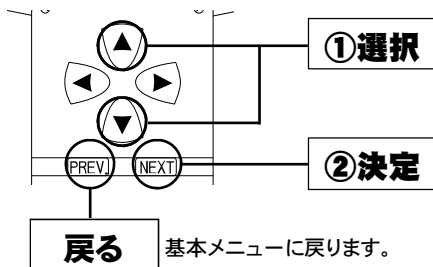 ①選択
PREV.
NEXT
②決定
戻る
基本メニューに戻ります。